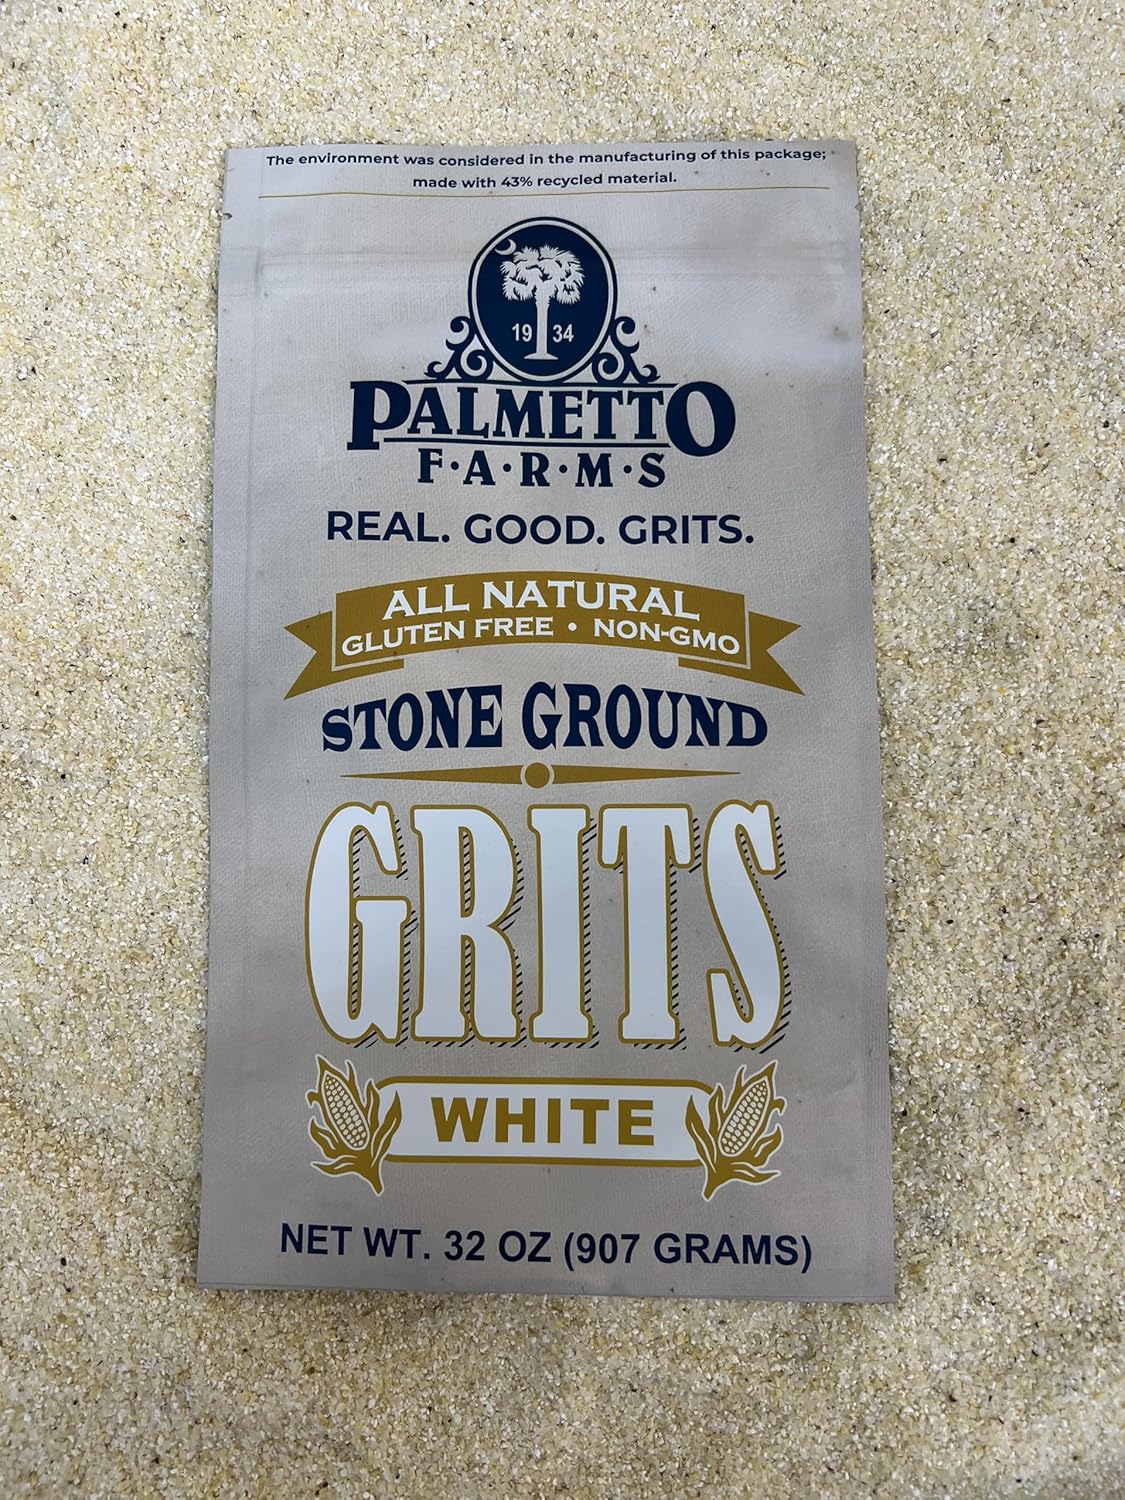 The environment was considered in the manufacturing of this package;
made with 43% recycled material.
19 34
PALMETTO
F·A·R·M·S
REAL. GOOD. GRITS.
ALL NATURAL
GLUTEN FREE • NON-GMO
STONE GROUND
GRITS
WHITE
NET WT. 32 OZ (907 GRAMS)